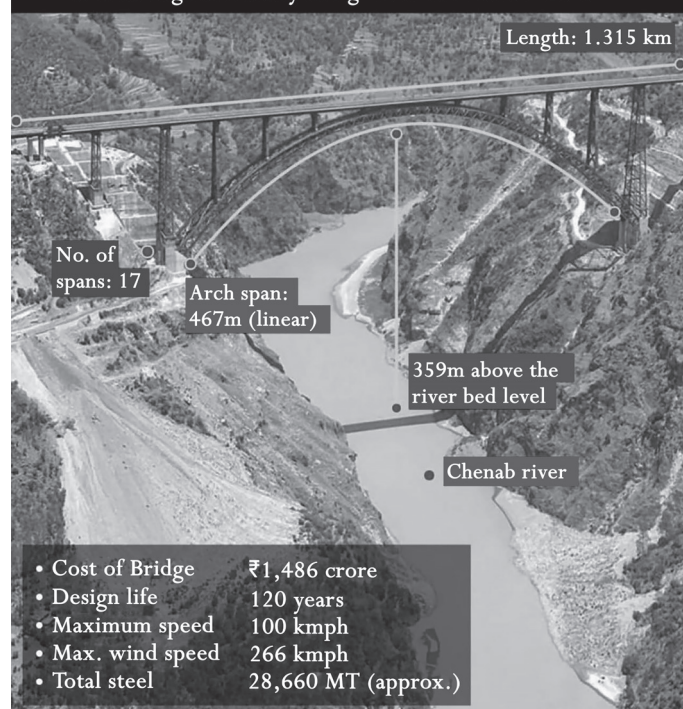 Length: 1.315 km
No. of
spans: 17
Arch span:
467m (linear)
359m above the
river bed level
Chenab river
• Cost of Bridge ₹1,486 crore
• Design life 120 years
• Maximum speed 100 kmph
• Max. wind speed 266 kmph
• Total steel 28,660 MT (approx.)